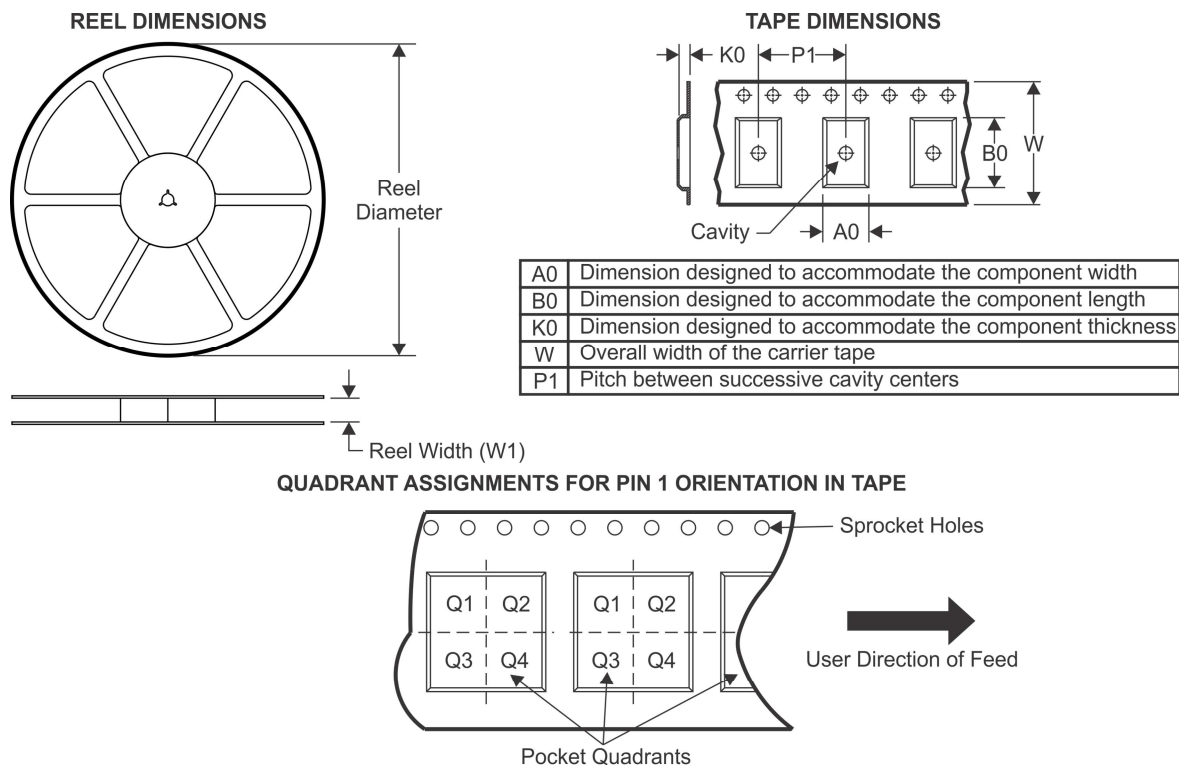 REEL DIMENSIONS
Reel
Diameter
Reel Width (W1)
TAPE DIMENSIONS
K0
P1
B0
W
Cavity
A0
A0 Dimension designed to accommodate the component width
B0 Dimension designed to accommodate the component length
K0 Dimension designed to accommodate the component thickness
W Overall width of the carrier tape
P1 Pitch between successive cavity centers
QUADRANT ASSIGNMENTS FOR PIN 1 ORIENTATION IN TAPE
Sprocket Holes
Q1 Q2 Q1 Q2
Q3 Q4 Q3 Q4
User Direction of Feed
Pocket Quadrants